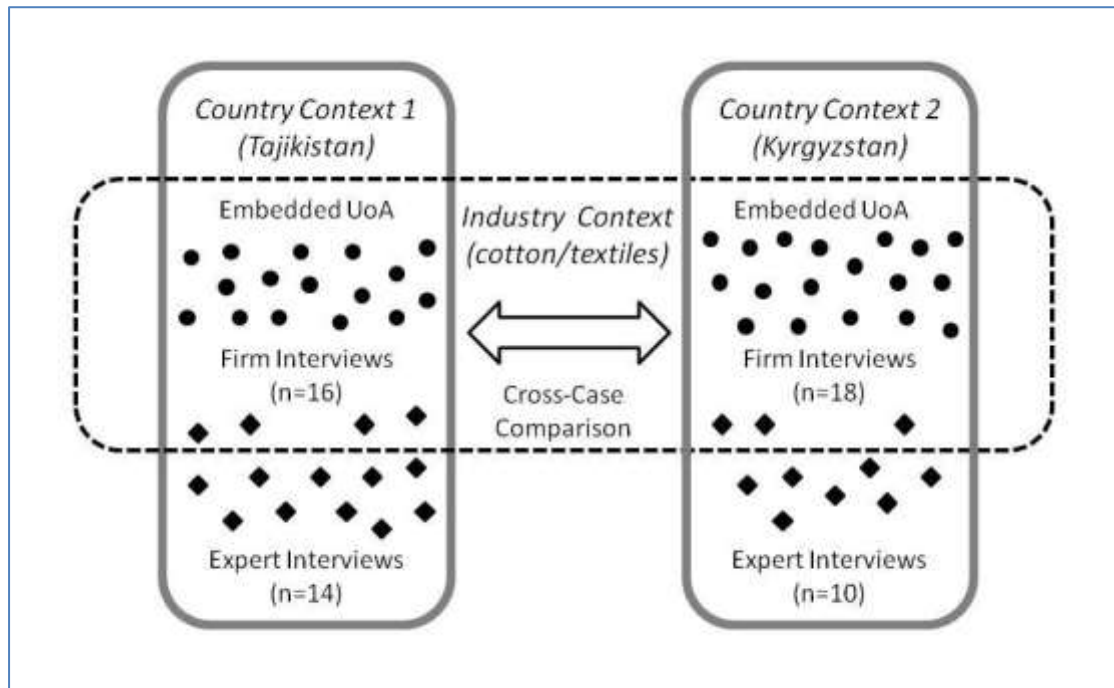 Country Context 1
(Tajikistan)
Embedded UoA
Firm Interviews
(n=16)
Expert Interviews
(n=14)
Industry Context
(cotton/textiles)
Cross-Case
Comparison
Country Context 2
(Kyrgyzstan)
Embedded UoA
Firm Interviews
(n=18)
Expert Interviews
(n=10)